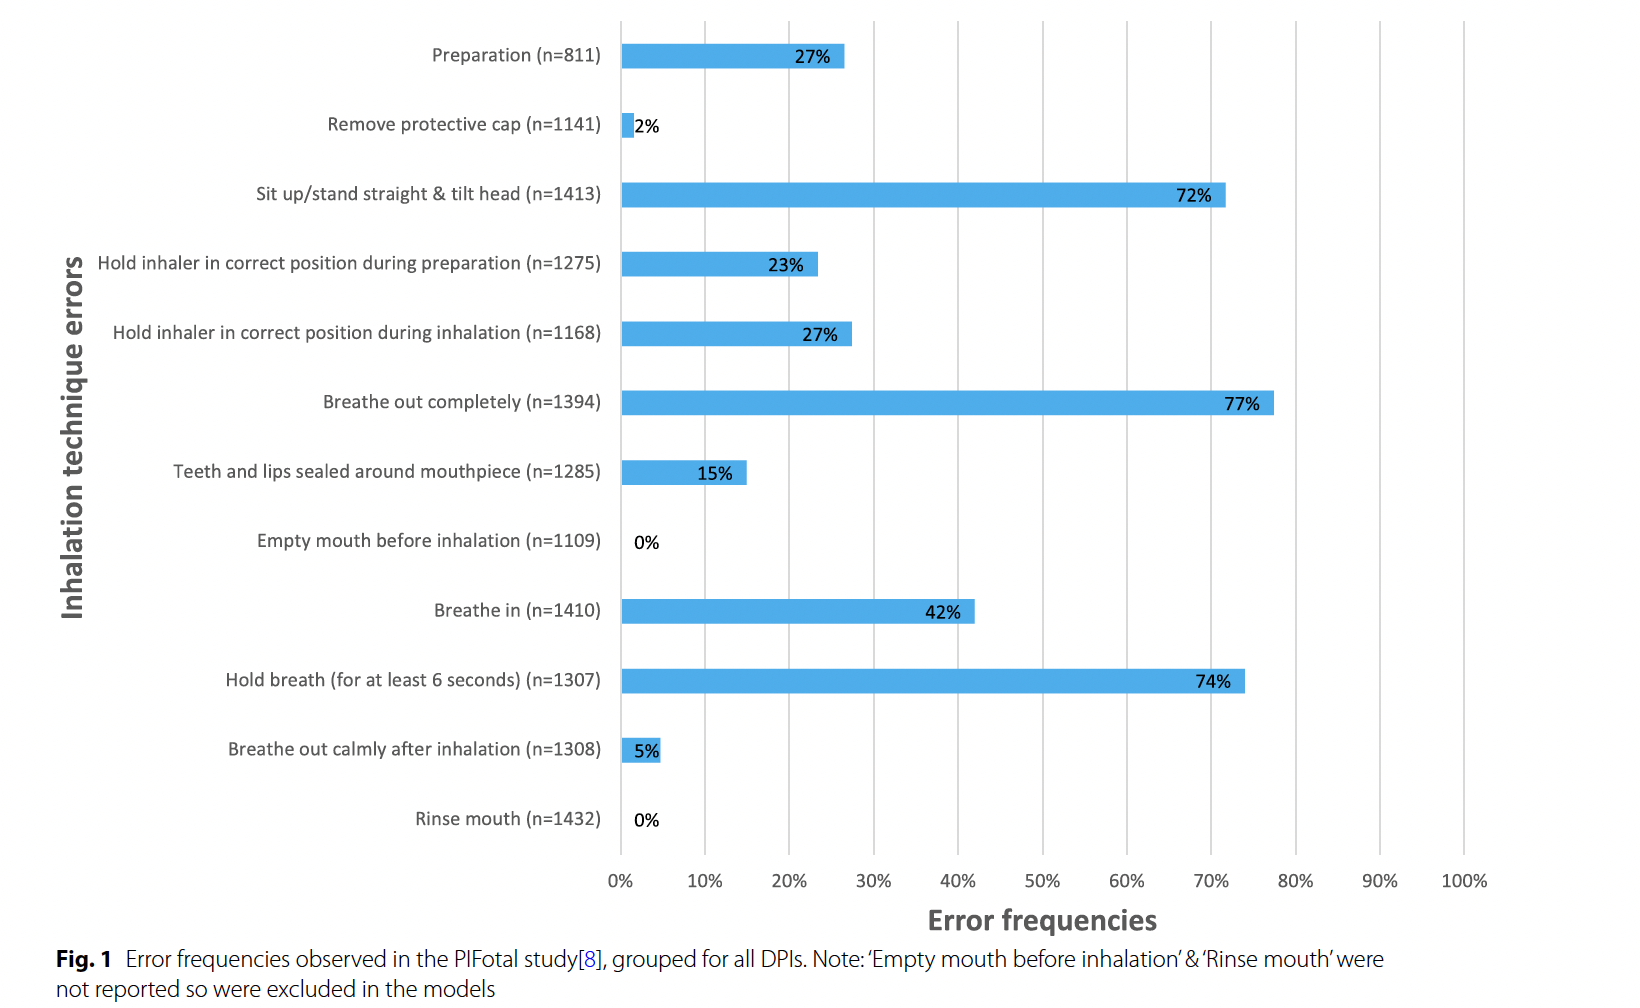 Inhalation technique errors
Preparation (n=811)
27%
Remove protective cap (n=1141)
2%
Sit up/stand straight & tilt head (n=1413)
72%
Hold inhaler in correct position during preparation (n=1275)
23%
Hold inhaler in correct position during inhalation (n=1168)
27%
Breathe out completely (n=1394)
77%
Teeth and lips sealed around mouthpiece (n=1285)
15%
Empty mouth before inhalation (n=1109)
0%
Breathe in (n=1410)
42%
Hold breath (for at least 6 seconds) (n=1307)
74%
Breathe out calmly after inhalation (n=1308)
5%
Rinse mouth (n=1432)
0%
0% 10% 20% 30% 40% 50% 60% 70% 80% 90% 100%
Error frequencies
Fig. 1 Error frequencies observed in the PIFotal study[8], grouped for all DPIs. Note: ‘Empty mouth before inhalation’ & ‘Rinse mouth’ were
not reported so were excluded in the models